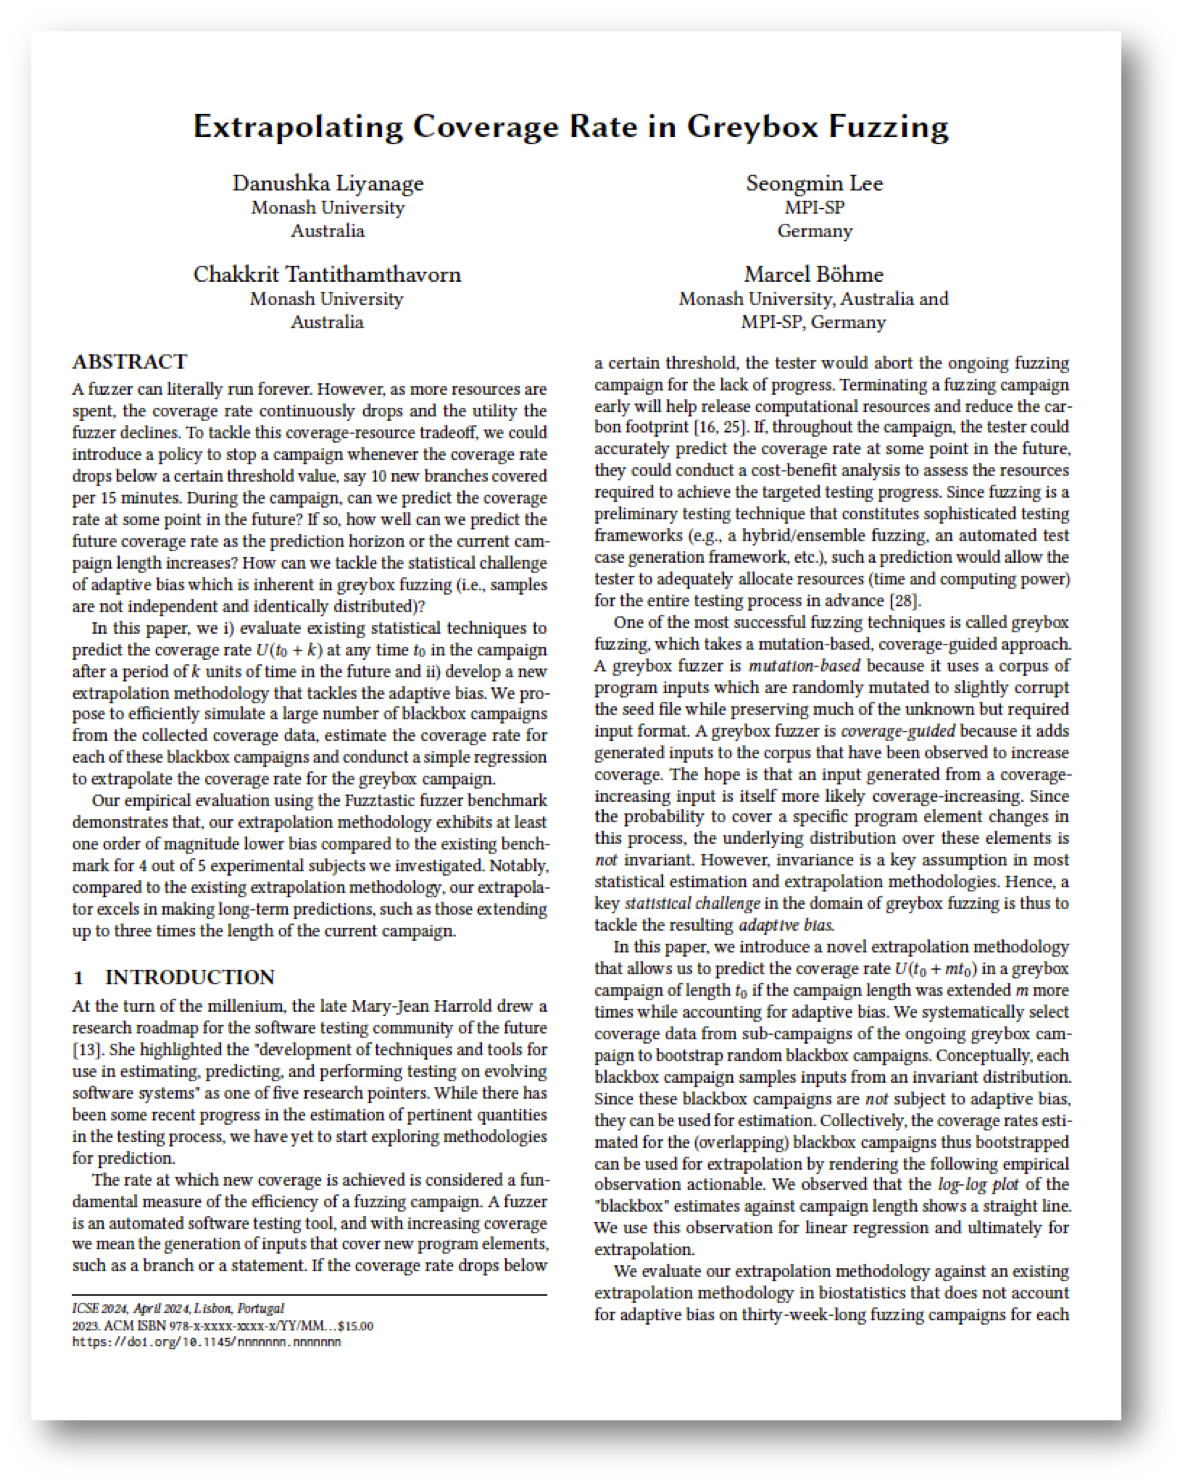 Extrapolating Coverage Rate in Greybox Fuzzing
Danushka Liyanage
Monash University
Australia
Seongmin Lee
MPI-SP
Germany
Chakkrit Tantithamthavorn
Monash University
Australia
Marcel Böhme
Monash University, Australia and
MPI-SP, Germany
ABSTRACT
A fuzzer can literally run forever. However, as more resources are
spent, the coverage rate continuously drops and the utility the
fuzzer declines. To tackle this coverage-resource tradeoff, we could
introduce a policy to stop a campaign whenever the coverage rate
drops below a certain threshold value, say 10 new branches covered
per 15 minutes. During the campaign, can we predict the coverage
rate at some point in the future? If so, how well can we predict the
future coverage rate as the prediction horizon or the current cam-
paign length increases? How can we tackle the statistical challenge
of adaptive bias which is inherent in greybox fuzzing (i.e., samples
are not independent and identically distributed)?
In this paper, we i) evaluate existing statistical techniques to
predict the coverage rate U(t₀ + k) at any time t₀ in the campaign
after a period of k units of time in the future and ii) develop a new
extrapolation methodology that tackles the adaptive bias. We pro-
pose to efficiently simulate a large number of blackbox campaigns
from the collected coverage data, estimate the coverage rate for
each of these blackbox campaigns and condunct a simple regression
to extrapolate the coverage rate for the greybox campaign.
Our empirical evaluation using the Fuzztastic fuzzer benchmark
demonstrates that, our extrapolation methodology exhibits at least
one order of magnitude lower bias compared to the existing bench-
mark for 4 out of 5 experimental subjects we investigated. Notably,
compared to the existing extrapolation methodology, our extrapola-
tor excels in making long-term predictions, such as those extending
up to three times the length of the current campaign.
1 INTRODUCTION
At the turn of the millenium, the late Mary-Jean Harrold drew a
research roadmap for the software testing community of the future
[13]. She highlighted the "development of techniques and tools for
use in estimating, predicting, and performing testing on evolving
software systems" as one of five research pointers. While there has
been some recent progress in the estimation of pertinent quantities
in the testing process, we have yet to start exploring methodologies
for prediction.
The rate at which new coverage is achieved is considered a fun-
damental measure of the efficiency of a fuzzing campaign. A fuzzer
is an automated software testing tool, and with increasing coverage
we mean the generation of inputs that cover new program elements,
such as a branch or a statement. If the coverage rate drops below
ICSE 2024, April 2024, Lisbon, Portugal
2023. ACM ISBN 978-x-xxxx-xxxx-x/YY/MM...$15.00
https://doi.org/10.1145/nnnnnnn.nnnnnnn
a certain threshold, the tester would abort the ongoing fuzzing
campaign for the lack of progress. Terminating a fuzzing campaign
early will help release computational resources and reduce the car-
bon footprint [16, 25]. If, throughout the campaign, the tester could
accurately predict the coverage rate at some point in the future,
they could conduct a cost-benefit analysis to assess the resources
required to achieve the targeted testing progress. Since fuzzing is a
preliminary testing technique that constitutes sophisticated testing
frameworks (e.g., a hybrid/ensemble fuzzing, an automated test
case generation framework, etc.), such a prediction would allow the
tester to adequately allocate resources (time and computing power)
for the entire testing process in advance [28].
One of the most successful fuzzing techniques is called greybox
fuzzing, which takes a mutation-based, coverage-guided approach.
A greybox fuzzer is mutation-based because it uses a corpus of
program inputs which are randomly mutated to slightly corrupt
the seed file while preserving much of the unknown but required
input format. A greybox fuzzer is coverage-guided because it adds
generated inputs to the corpus that have been observed to increase
coverage. The hope is that an input generated from a coverage-
increasing input is itself more likely coverage-increasing. Since
the probability to cover a specific program element changes in
this process, the underlying distribution over these elements is
not invariant. However, invariance is a key assumption in most
statistical estimation and extrapolation methodologies. Hence, a
key statistical challenge in the domain of greybox fuzzing is thus to
tackle the resulting adaptive bias.
In this paper, we introduce a novel extrapolation methodology
that allows us to predict the coverage rate U(t₀ + mt₀) in a greybox
campaign of length t₀ if the campaign length was extended m more
times while accounting for adaptive bias. We systematically select
coverage data from sub-campaigns of the ongoing greybox cam-
paign to bootstrap random blackbox campaigns. Conceptually, each
blackbox campaign samples inputs from an invariant distribution.
Since these blackbox campaigns are not subject to adaptive bias,
they can be used for estimation. Collectively, the coverage rates esti-
mated for the (overlapping) blackbox campaigns thus bootstrapped
can be used for extrapolation by rendering the following empirical
observation actionable. We observed that the log-log plot of the
"blackbox" estimates against campaign length shows a straight line.
We use this observation for linear regression and ultimately for
extrapolation.
We evaluate our extrapolation methodology against an existing
extrapolation methodology in biostatistics that does not account
for adaptive bias on thirty-week-long fuzzing campaigns for each